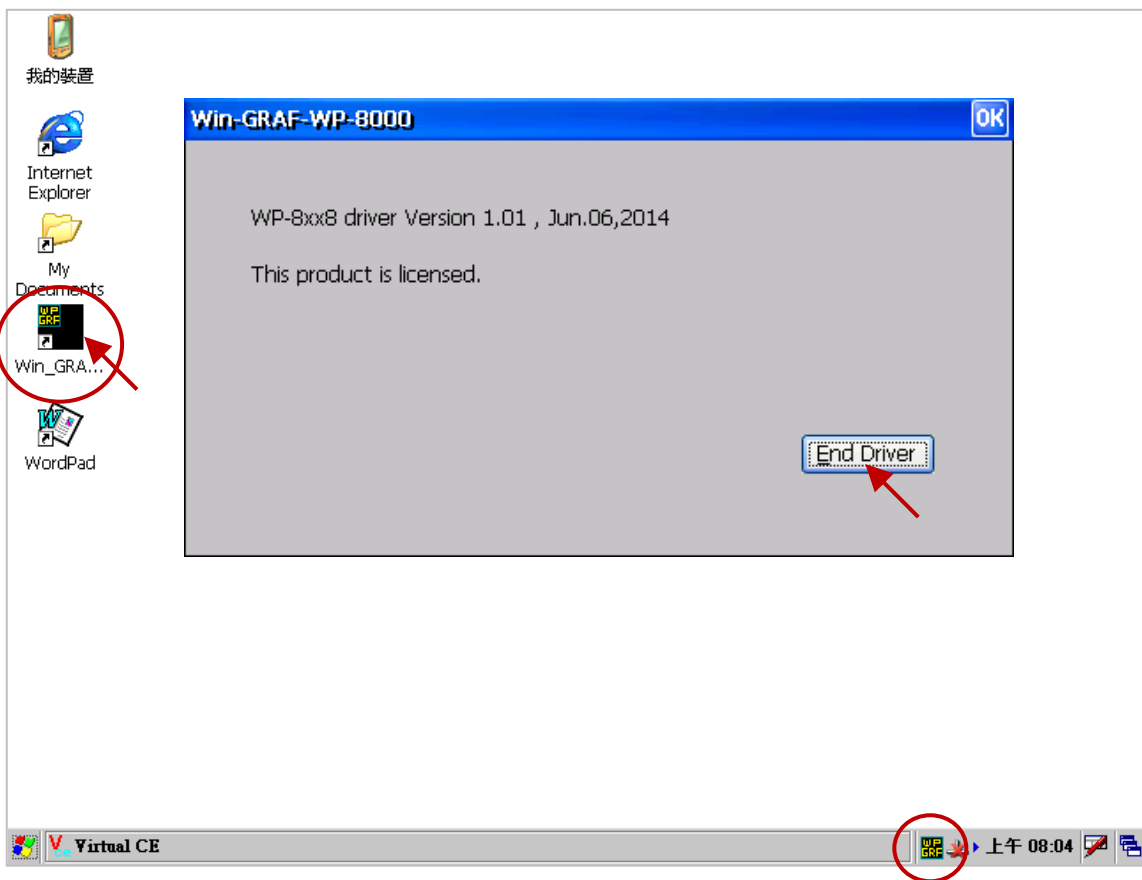 我的裝置
Internet
Explorer
My
Documents
WP
GRF
Win_GRA...
WordPad
Win-GRAF-WP-8000
OK
WP-8xx8 driver Version 1.01 , Jun.06,2014
This product is licensed.
End Driver
Virtual CE
WP
GRF
上午 08:04